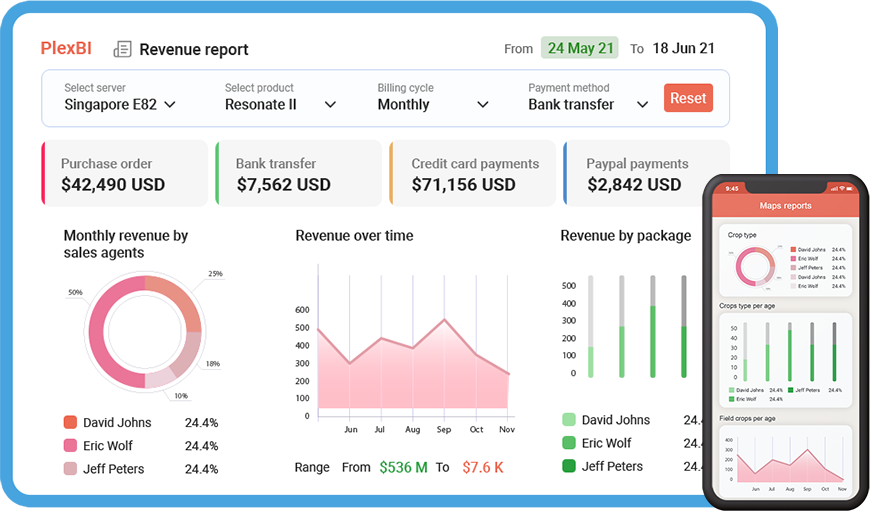 PlexBI
Revenue report
From 24 May 21 To 18 Jun 21
Select server
Singapore E82
Select product
Resonate II
Billing cycle
Monthly
Payment method
Bank transfer
Reset
Purchase order
$42,490 USD
Bank transfer
$7,562 USD
Credit card payments
$71,156 USD
Paypal payments
$2,842 USD
Monthly revenue by
sales agents
25%
50%
18%
10%
David Johns 24.4%
Eric Wolf 24.4%
Jeff Peters 24.4%
Revenue over time
600
500
400
300
200
100
0
Jun Jul Aug Sep Oct Nov
Range From $536 M To $7.6 K
Revenue by package
500
400
300
200
100
0
David Johns 24.
Eric Wolf 24.
Jeff Peters 24.
9:45
Maps reports
Crop type
David Johns 24.4%
Eric Wolf 24.4%
Jeff Peters 24.4%
David Johns 24.4%
Eric Wolf 24.4%
Crops type per age
50
40
30
20
10
0
David Johns 24.4% Jeff Peters 24.4%
Eric Wolf 24.4%
Field crops per age
400
300
200
100
0
Jun Jul Aug Sep Oct Nov